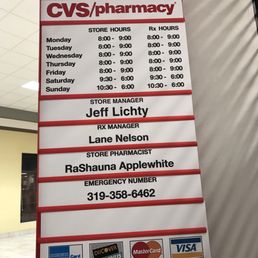 CVS/pharmacy
STORE HOURS Rx HOURS
Monday 8:00 - 9:00 8:00 - 9:00
Tuesday 8:00 - 9:00 8:00 - 9:00
Wednesday 8:00 - 9:00 8:00 - 9:00
Thursday 8:00 - 9:00 8:00 - 9:00
Friday 8:00 - 9:00 8:00 - 9:00
Saturday 9:30 - 6:00 9:30 - 6:00
Sunday 10:30 - 6:00 10:30 - 6:00
STORE MANAGER
Jeff Lichty
RX MANAGER
Lane Nelson
STORE PHARMACIST
RaShauna Applewhite
EMERGENCY NUMBER
319-358-6462
DISCOVER MasterCard VISA